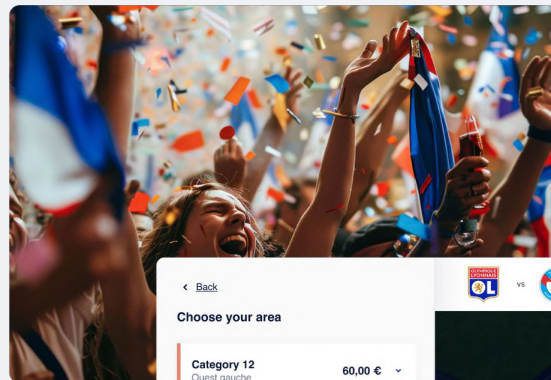 Back
OLYMPIQUE
LYONNAIS
OL
vs
Choose your area
Category 12
60,00 €
Ouest gauche